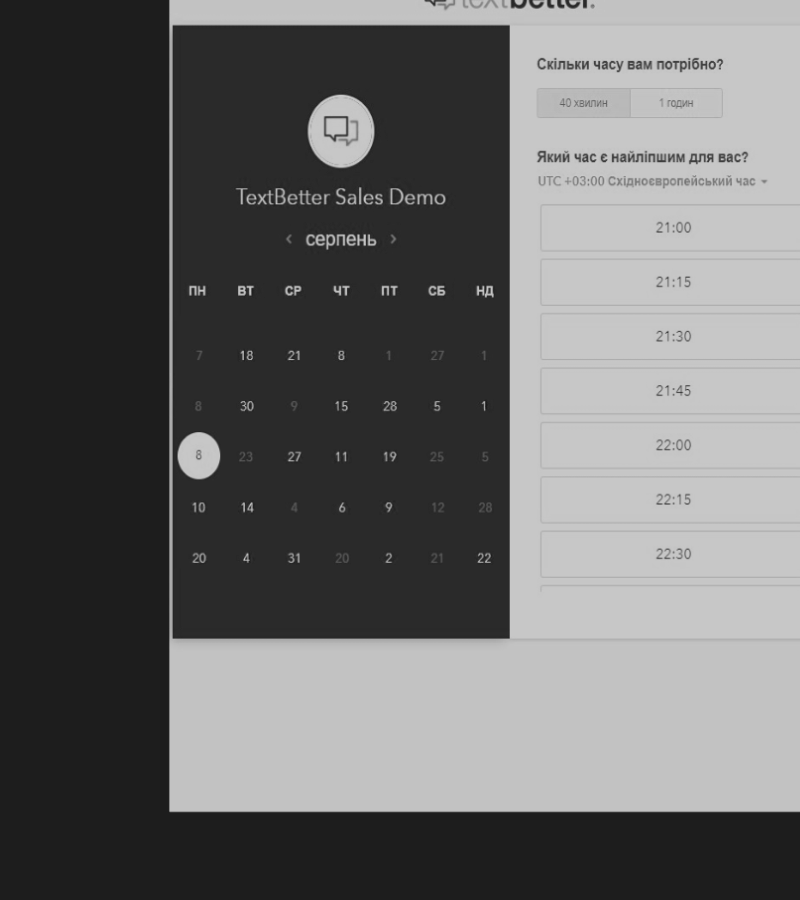 textbetter.
TextBetter Sales Demo
‹ серпень ›
ПН ВТ СР ЧТ ПТ СБ НД
7 18 21 8 1 27 1
8 30 9 15 28 5 1
8 23 27 11 19 25 5
10 14 4 6 9 12 28
20 4 31 20 2 21 22
Скільки часу вам потрібно?
40 хвилин 1 годин
Який час є найліпшим для вас?
UTC +03:00 Східноєвропейський час
21:00
21:15
21:30
21:45
22:00
22:15
22:30